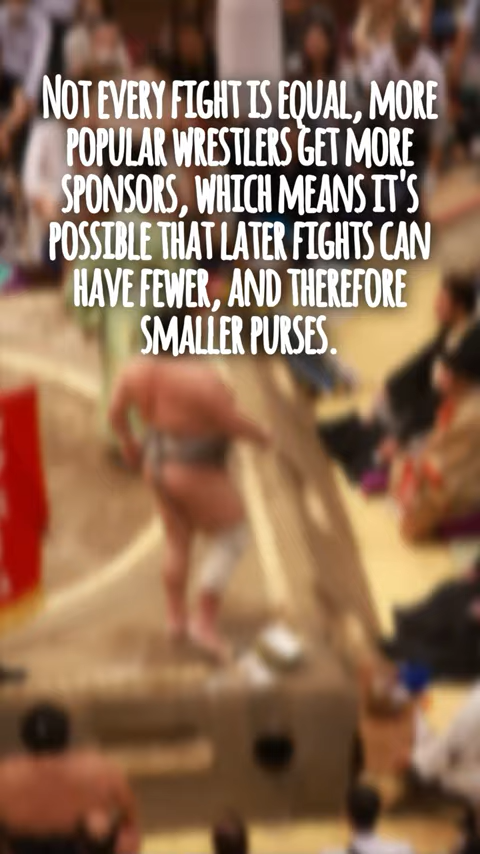 NOT EVERY FIGHT IS EQUAL, MORE
POPULAR WRESTLERS GET MORE
SPONSORS, WHICH MEANS IT'S
POSSIBLE THAT LATER FIGHTS CAN
HAVE FEWER, AND THEREFORE
SMALLER PURSES.